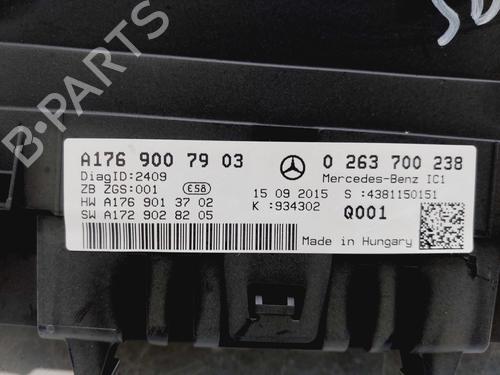 B-PARTS
A176 900 79 03
0 263 700 238
DiagID:2409
Mercedes-Benz IC1
ZB ZGS:001
E58
15 09 2015
S :4381150151
HW A176 901 37 02
K :934302
Q001
SW A172 902 82 05
Made in Hungary